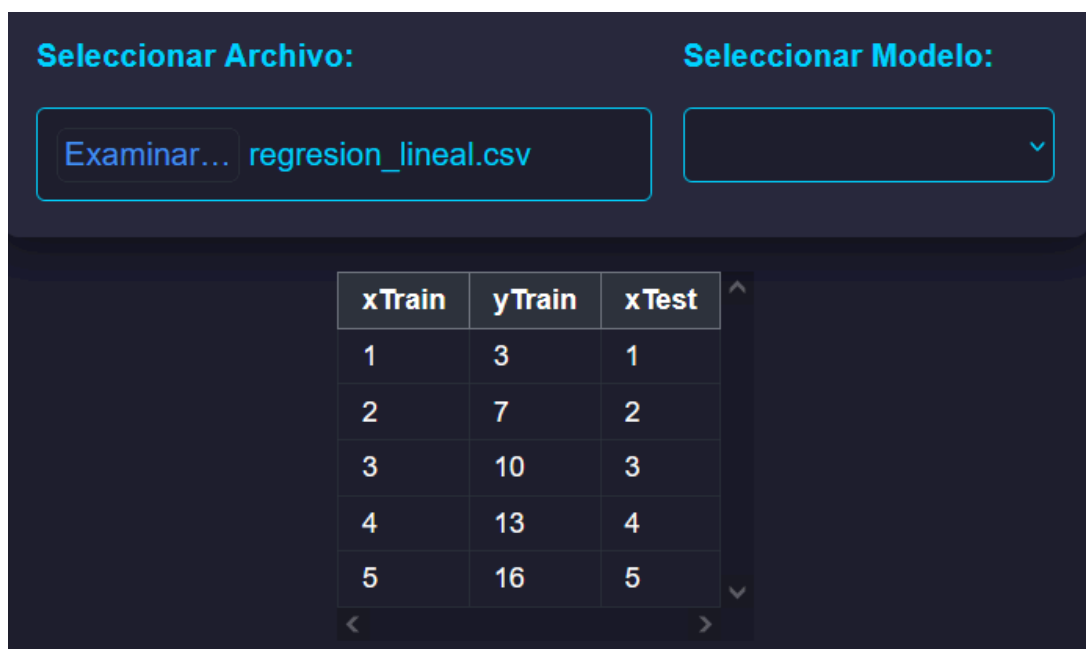 Seleccionar Archivo: Seleccionar Modelo:
Examinar... regresion_lineal.csv
xTrain yTrain xTest
1 3 1
2 7 2
3 10 3
4 13 4
5 16 5